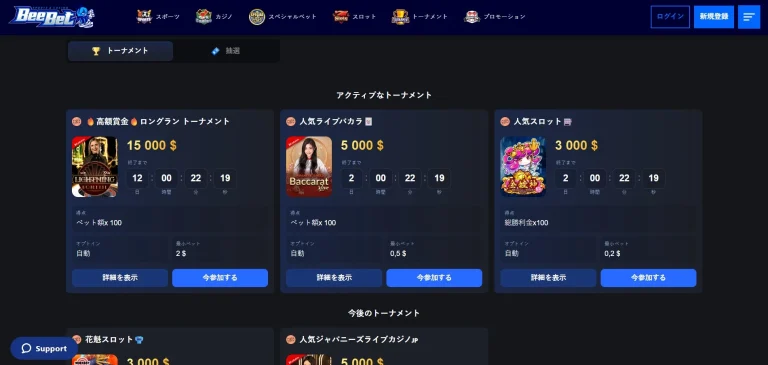 BeeBet
スポーツ
カジノ
スペシャルベット
スロット
トーナメント
プロモーション
ログイン
新規登録
トーナメント
抽選
アクティブなトーナメント
高額賞金 ロングラン トーナメント
15 000 $
終了まで
12 : 00 : 22 : 19
日 時間 分 秒
得点
ベット額x 100
オプトイン
自動
最小ベット
2 $
詳細を表示
今参加する
人気ライブバカラ
Baccarat
5 000 $
終了まで
2 : 00 : 22 : 19
日 時間 分 秒
得点
ベット額x 100
オプトイン
自動
最小ベット
0,5 $
詳細を表示
今参加する
人気スロット
3 000 $
終了まで
2 : 00 : 22 : 19
日 時間 分 秒
得点
総勝利金x100
オプトイン
自動
最小ベット
0,2 $
詳細を表示
今参加する
今後のトーナメント
花魁スロット
3 000 $
人気ジャパニーズライブカジノJP
5 000 $
Support